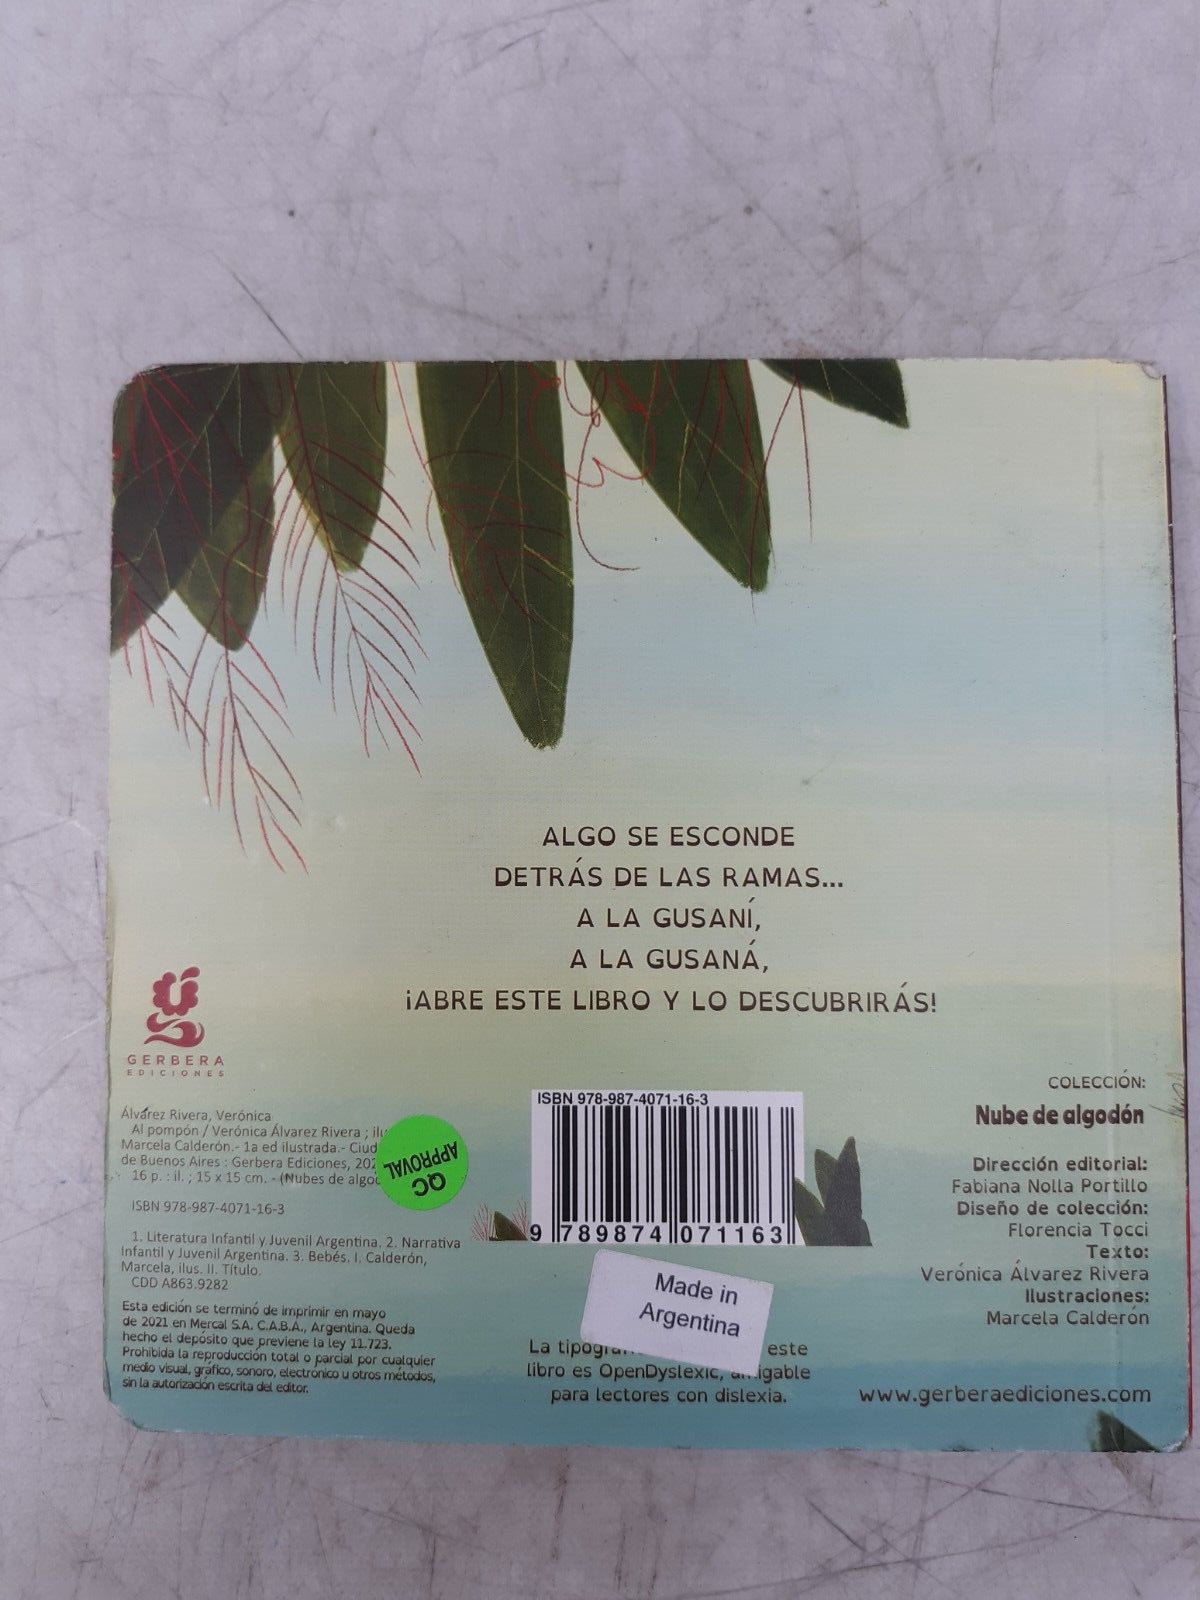 ALGO SE ESCONDE
DETRÁS DE LAS RAMAS...
A LA GUSANÍ,
A LA GUSANÁ,
¡ABRE ESTE LIBRO Y LO DESCUBRIRÁS!
GERBERA
EDICIONES
Álvarez Rivera, Verónica
Al pompón / Verónica Álvarez Rivera ;
Marcela Calderón.- 1a ed ilustrada.-
de Buenos Aires : Gerbera Ediciones,
16 p. : il. ; 15 x 15 cm. - (Nubes de
ISBN 978-987-4071-16-3
1. Literatura Infantil y Juvenil Argentina. 2. Narrativa
Infantil y Juvenil Argentina. 3. Bebés. I. Calderón,
Marcela, ilus. II. Título.
CDD A863.9282
Esta edición se terminó de imprimir en mayo
de 2021 en Mercal S.A. C.A.B.A., Argentina. Queda
hecho el depósito que previene la ley 11.723.
Prohibida la reproducción total o parcial por cualquier
medio visual, gráfico, sonoro, electrónico u otros métodos,
sin la autorización escrita del editor.
QC
APPROVAL
ISBN 978-987-4071-16-3
9 789874 071163
Made in
Argentina
La este
libro es OpenDyslexic, amigable
para lectores con dislexia.
COLECCIÓN:
Nube de algodón
Dirección editorial:
Fabiana Nolla Portillo
Diseño de colección:
Florencia Tocci
Texto:
Verónica Álvarez Rivera
Ilustraciones:
Marcela Calderón
www.gerberaediciones.com